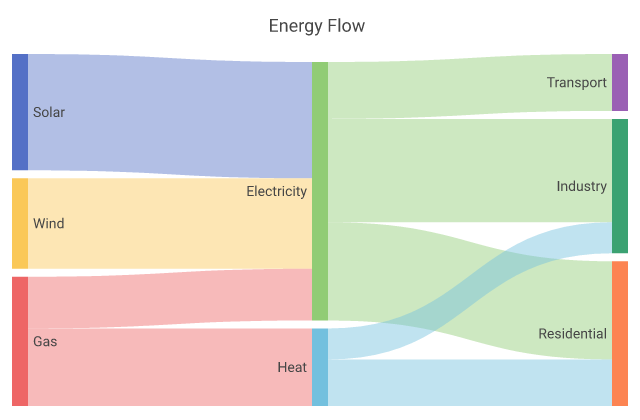 Energy Flow
Solar
Transport
Electricity
Industry
Wind
Gas
Residential
Heat